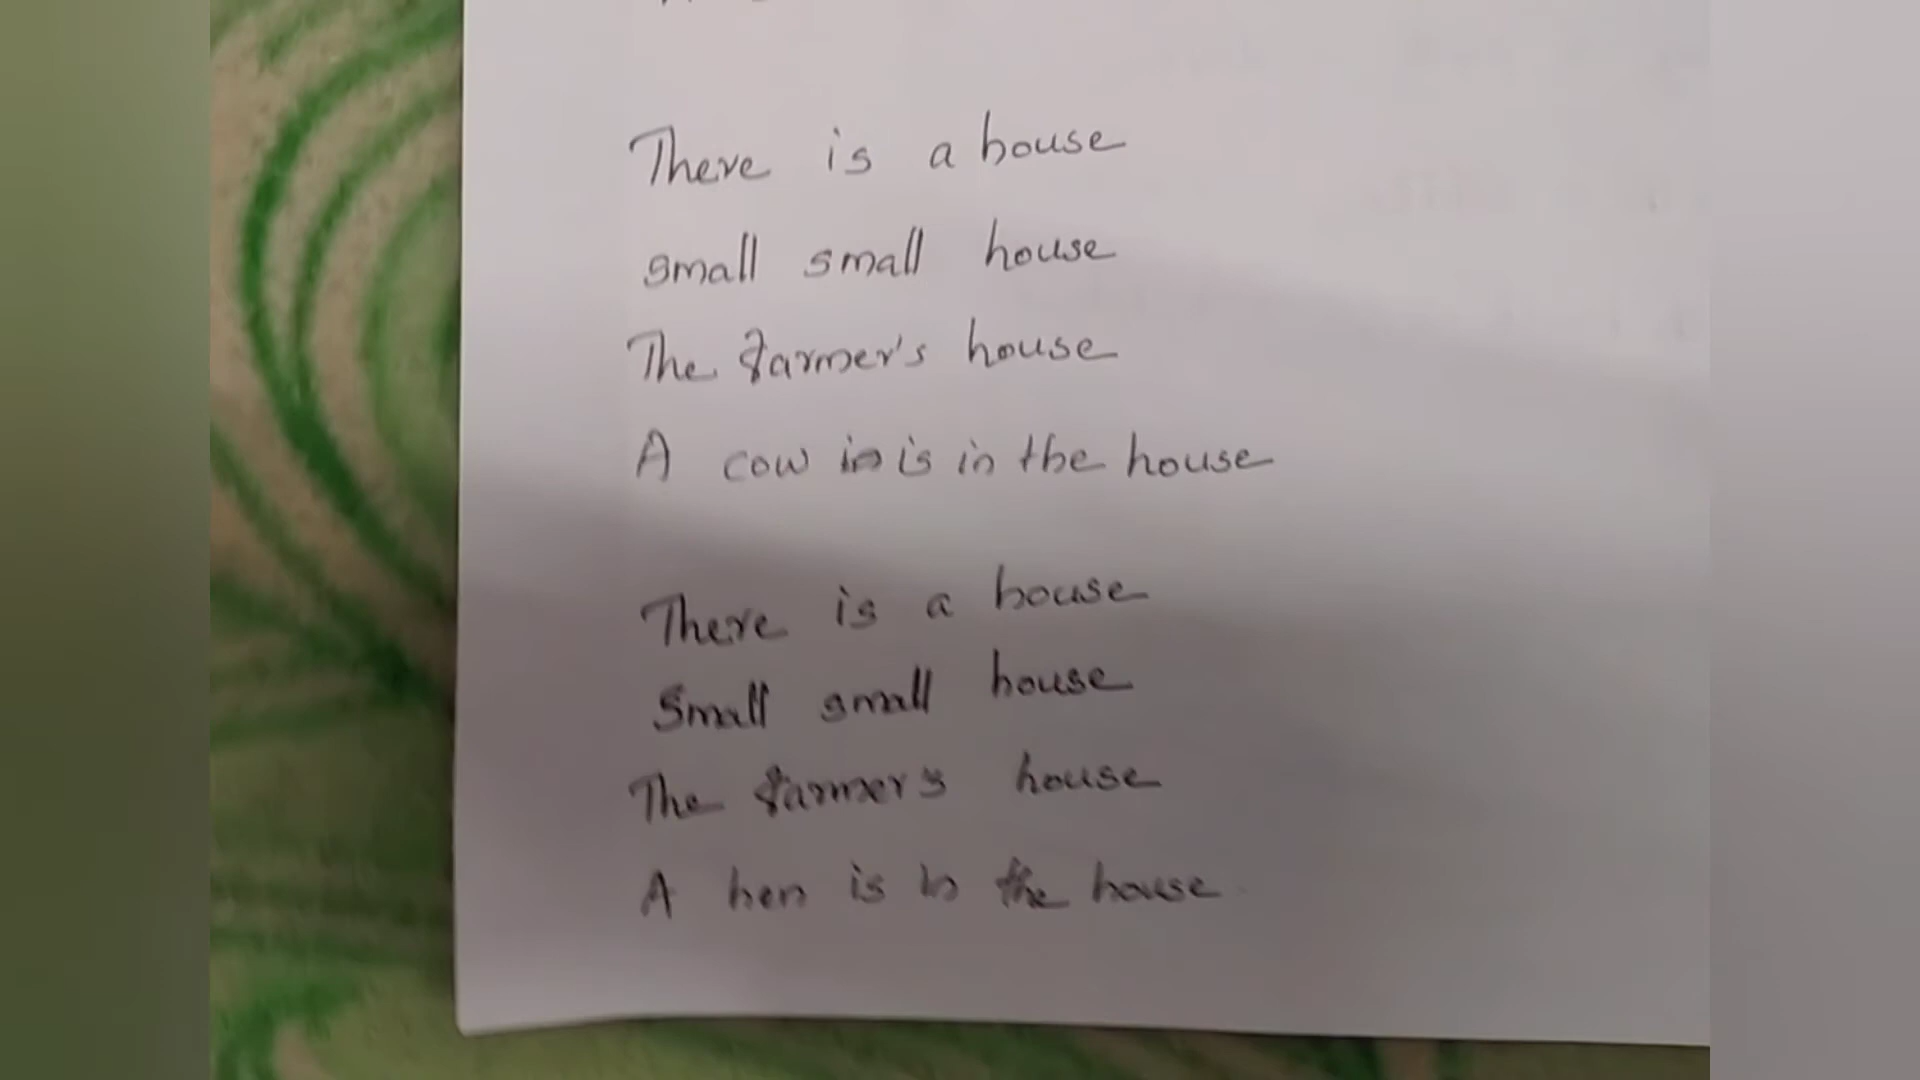 There is a house
small small house
The farmer's house
A cow in is in the house
There is a house
Small small house
The farmer's house
A hen is in the house